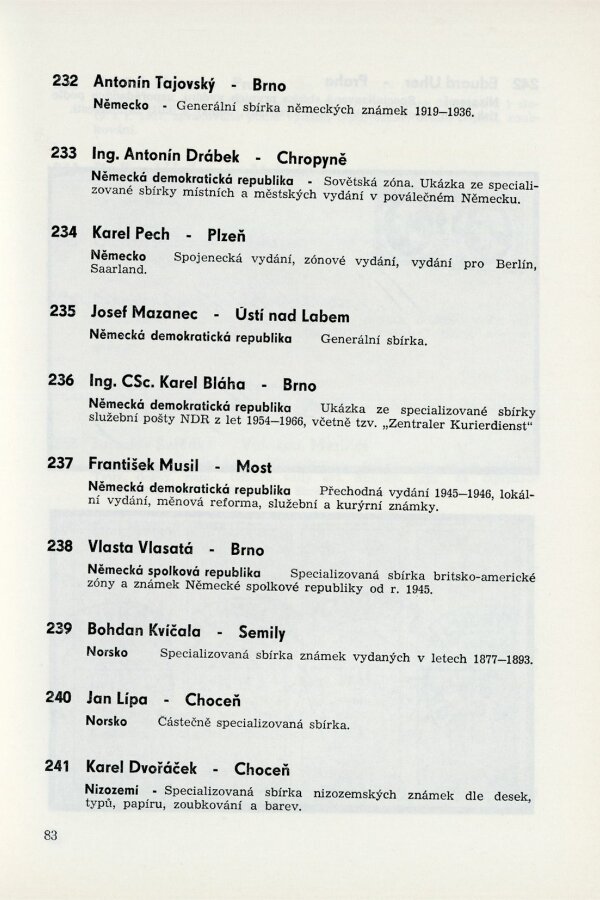 232 Antonín Tajovský - Brno
Německo - Generální sbírka německých známek 1919—1936.
233 Ing. Antonín Drábek - Chropyně
Německá demokratická republika - Sovětská zóna. Ukázka ze speciali-
zované sbírky místních a městských vydání v poválečném Německu.
234 Karel Pech - Plzeň
Německo Spojenecká vydání, zónové vydání, vydání pro Berlín,
Saarland.
235 Josef Mazanec - Ústí nad Labem
Německá demokratická republika Generální sbírka.
236 Ing. CSc. Karel Bláha - Brno
Německá demokratická republika Ukázka ze specializované sbírky
služební pošty NDR z let 1954—1966, včetně tzv. „Zentraler Kurierdienst“
237 František Musil - Most
Německá demokratická republika Přechodná vydání 1945—1946, lokál-
ní vydání, měnová reforma, služební a kurýrní známky.
238 Vlasta Vlasatá - Brno
Německá spolková republika Specializovaná sbírka britsko-americké
zóny a známek Německé spolkové republiky od r. 1945.
239 Bohdan Kvíčala - Semily
Norsko Specializovaná sbírka známek vydaných v letech 1877—1893.
240 Jan Lípa - Choceň
Norsko Částečně specializovaná sbírka.
241 Karel Dvořáček - Choceň
Nizozemí - Specializovaná sbírka nizozemských známek dle desek,
typů, papíru, zoubkování a barev.
83